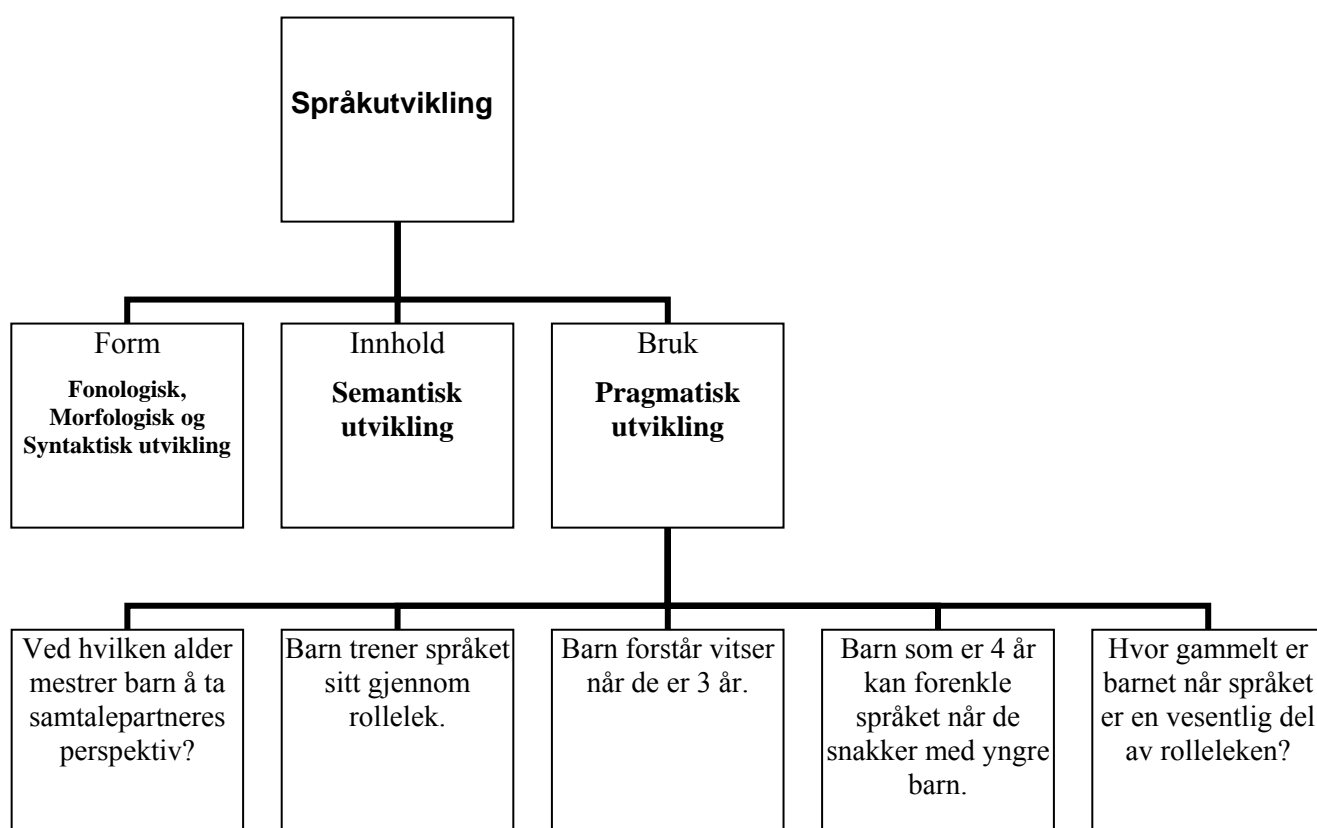 Språkutvikling
Form
Fonologisk,
Morfologisk og
Syntaktisk utvikling
Innhold
Semantisk
utvikling
Bruk
Pragmatisk
utvikling
Ved hvilken alder
mestrer barn å ta
samtalepartneres
perspektiv?
Barn trener språket
sitt gjennom
rollelek.
Barn forstår vitser
når de er 3 år.
Barn som er 4 år
kan forenkle
språket når de
snakker med yngre
barn.
Hvor gammelt er
barnet når språket
er en vesentlig del
av rolleleken?